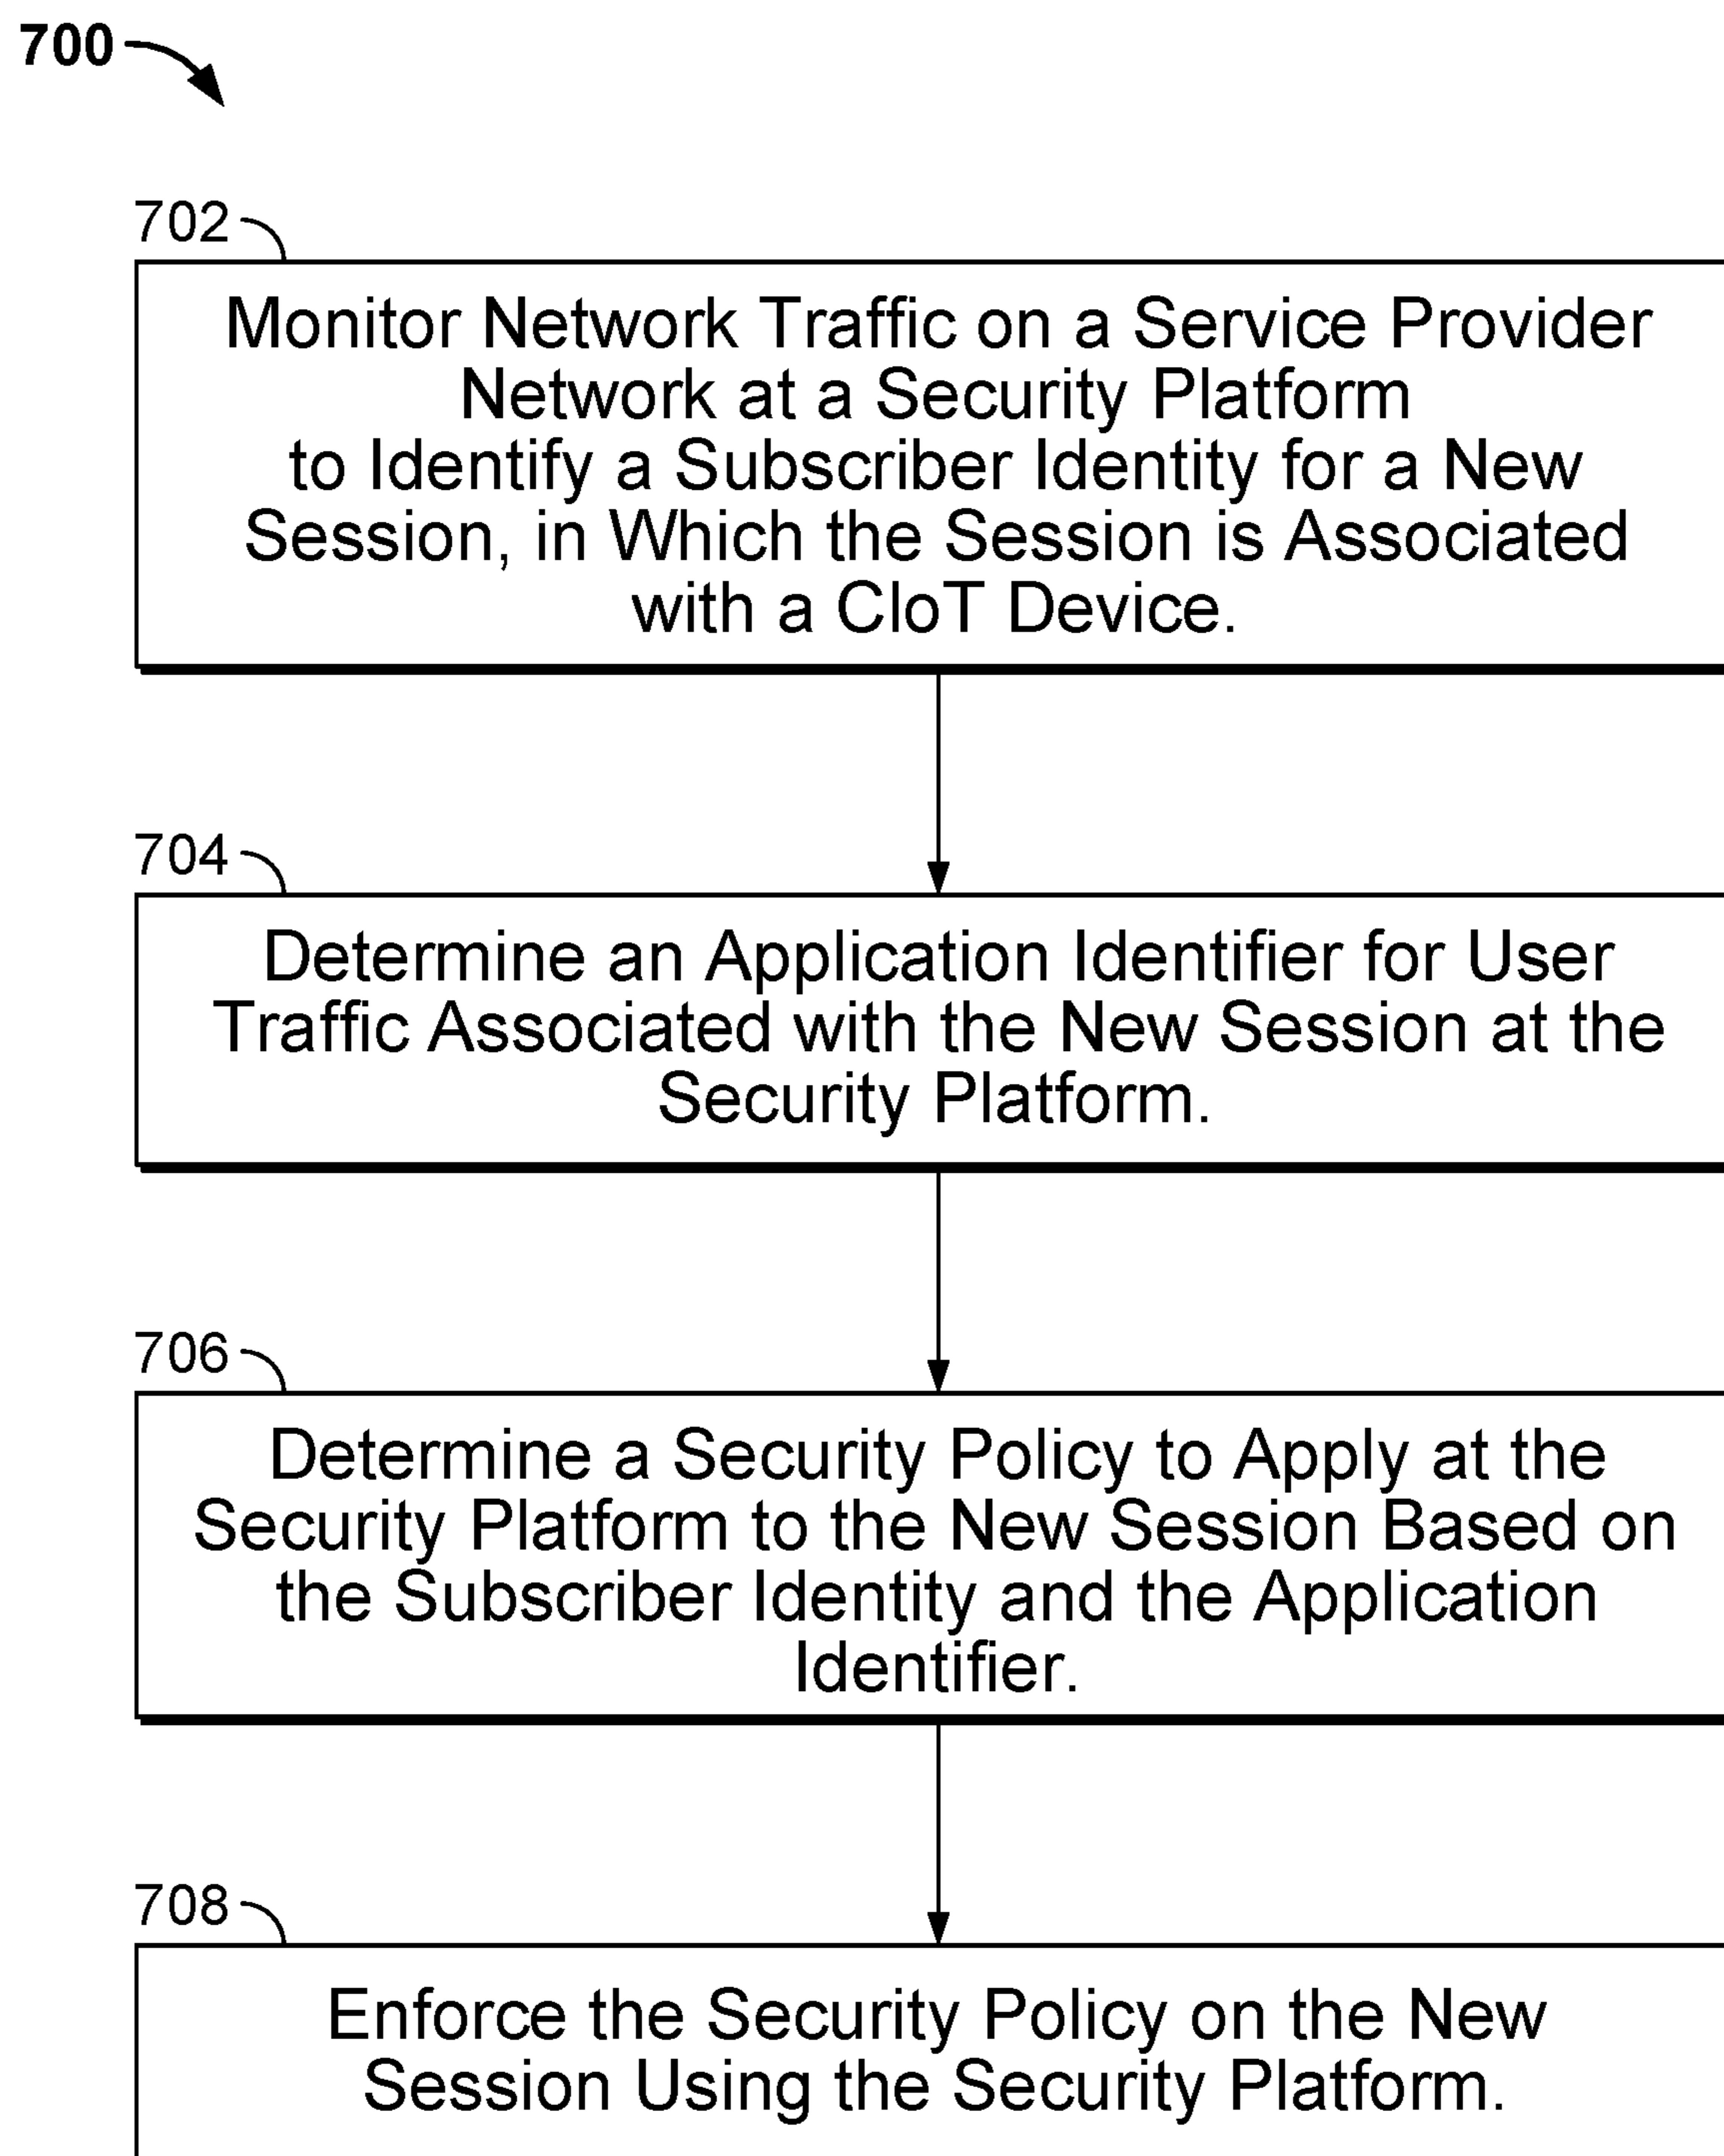 700
702
Monitor Network Traffic on a Service Provider
Network at a Security Platform
to Identify a Subscriber Identity for a New
Session, in Which the Session is Associated
with a CIoT Device.
704
Determine an Application Identifier for User
Traffic Associated with the New Session at the
Security Platform.
706
Determine a Security Policy to Apply at the
Security Platform to the New Session Based on
the Subscriber Identity and the Application
Identifier.
708
Enforce the Security Policy on the New
Session Using the Security Platform.